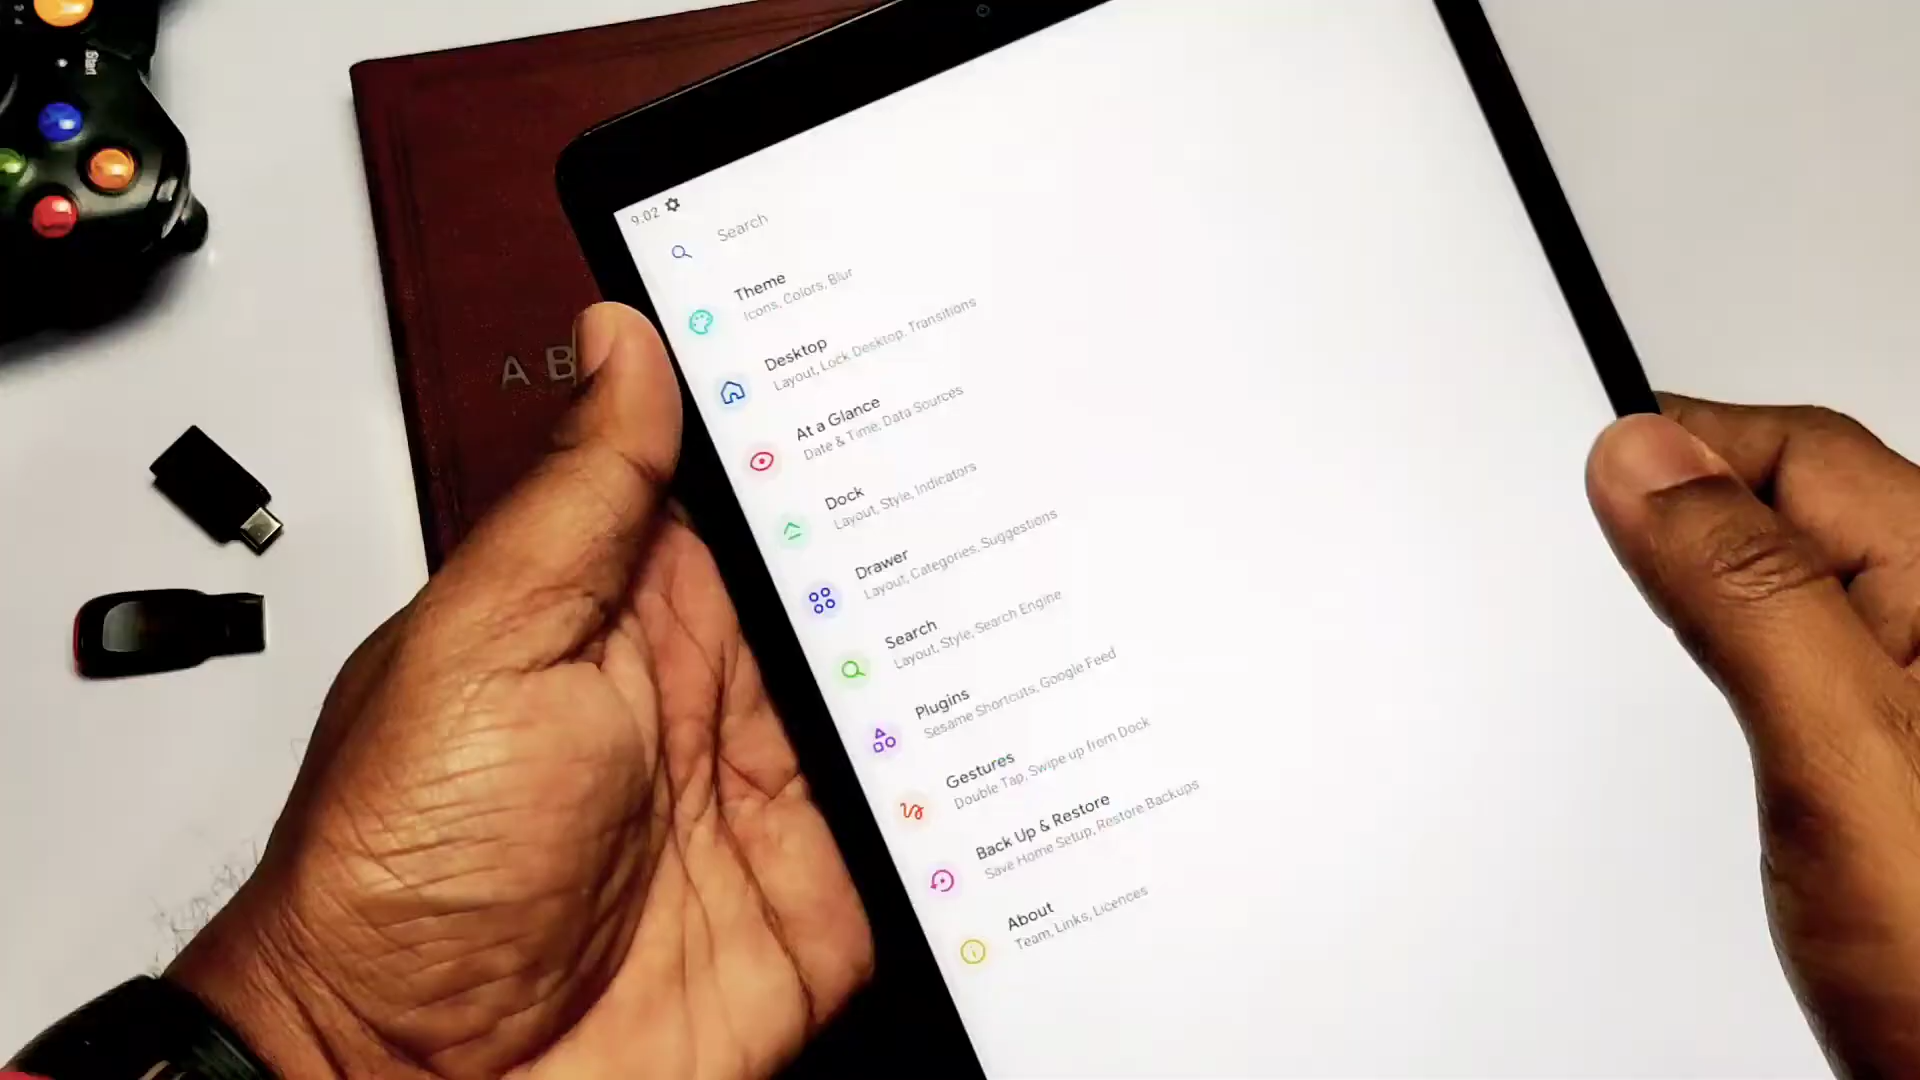 Start
9.02
Search
Theme
Icons, Colors, Blur
Desktop
Layout, Lock Desktop, Transitions
At a Glance
Date & Time, Data Sources
Dock
Layout, Style, Indicators
Drawer
Layout, Categories, Suggestions
Search
Layout, Style, Search Engine
Plugins
Sesame Shortcuts, Google Feed
Gestures
Double Tap, Swipe up from Dock
Back Up & Restore
Save Home Setup, Restore Backups
About
Team, Links, Licences